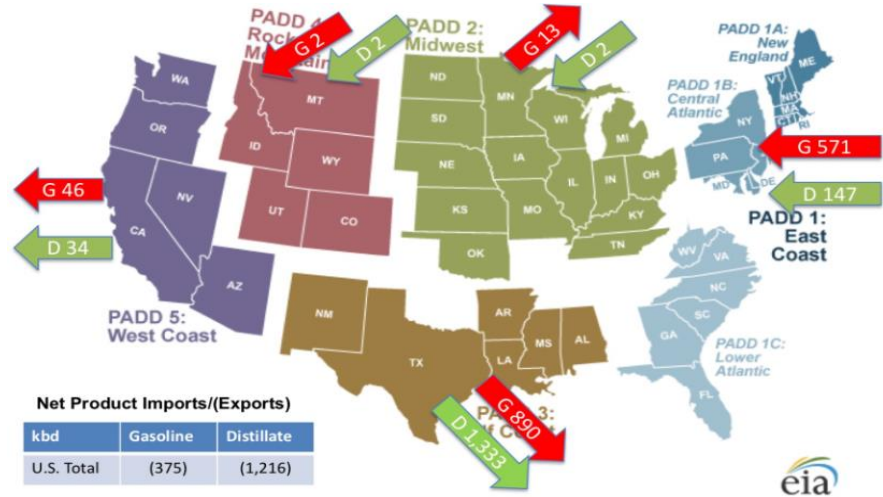 PADD 4:
Rocky
Mountain
G 2
D 2
PADD 2:
Midwest
G 13
D 2
PADD 1A:
New
England
PADD 1B:
Central
Atlantic
WA
OR
CA
NV
AZ
ID
MT
WY
UT
CO
ND
SD
NE
KS
OK
MN
IA
MO
WI
IL
IN
MI
OH
KY
TN
ME
VT
NH
MA
CT
RI
NY
PA
MD
DE
G 571
D 147
G 46
D 34
PADD 1:
East
Coast
WV
VA
NC
SC
GA
FL
PADD 1C:
Lower
Atlantic
PADD 5:
West Coast
NM
TX
AR
LA
MS
AL
PADD 3:
Gulf Coast
G 890
D 1,333
Net Product Imports/(Exports)
kbd Gasoline Distillate
U.S. Total (375) (1,216)
eia